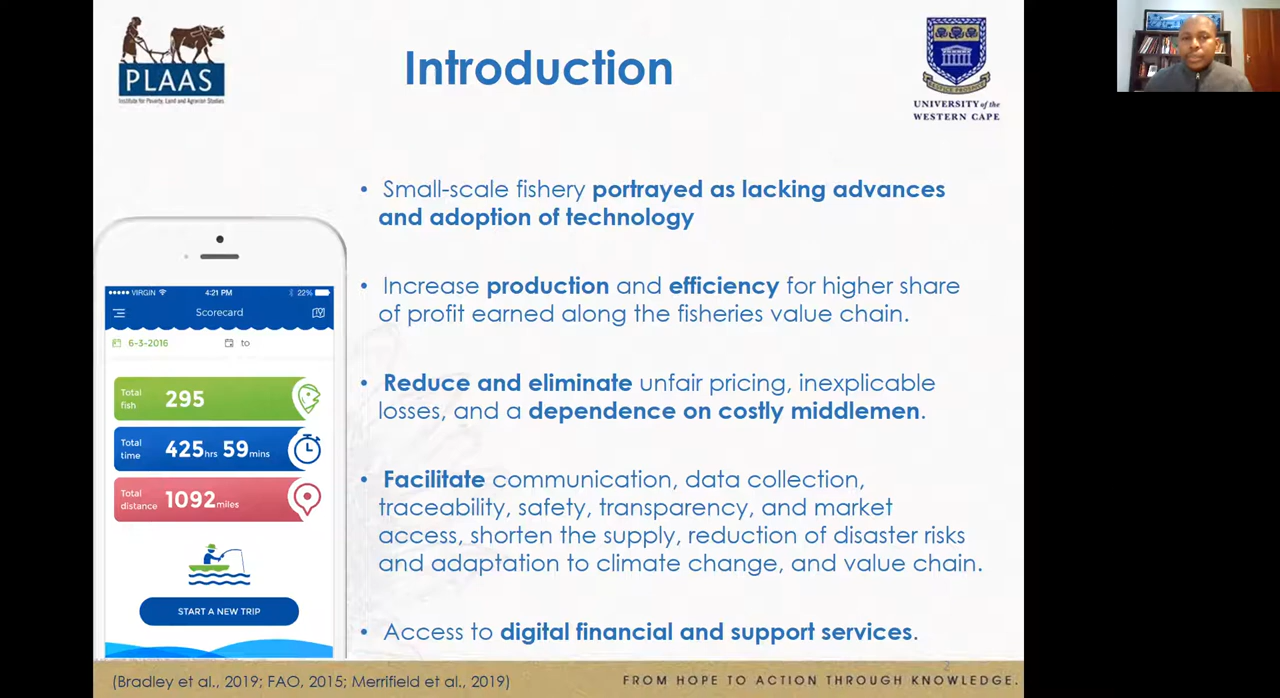 PLAAS
Institute for Poverty, Land and Agrarian Studies
Introduction
UNIVERSITY of the
WESTERN CAPE
• Small-scale fishery portrayed as lacking advances
and adoption of technology
• Increase production and efficiency for higher share
of profit earned along the fisheries value chain.
• Reduce and eliminate unfair pricing, inexplicable
losses, and a dependence on costly middlemen.
• Facilitate communication, data collection,
traceability, safety, transparency, and market
access, shorten the supply, reduction of disaster risks
and adaptation to climate change, and value chain.
• Access to digital financial and support services.
VIRGIN 4:21 PM 22%
Scorecard
6-3-2016 to
Total
fish 295
Total
time 425hrs 59mins
Total
distance 1092miles
START A NEW TRIP
(Bradley et al., 2019; FAO, 2015; Merrifield et al., 2019)
2
FROM HOPE TO ACTION THROUGH KNOWLEDGE.